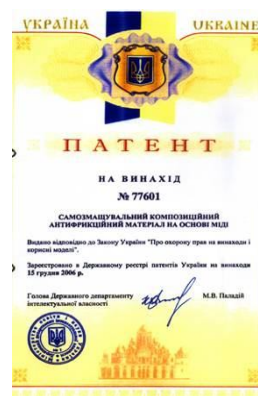 УКРАЇНА UKRAINE
ПАТЕНТ
НА ВИНАХІД
№ 77601
САМОЗМАЩУВАЛЬНИЙ КОМПОЗИЦІЙНИЙ
АНТИФРИКЦІЙНИЙ МАТЕРІАЛ НА ОСНОВІ МІДІ
Видано відповідно до Закону України "Про охорону прав на винаходи і
корисні моделі".
Зареєстровано в Державному реєстрі патентів України на винаходи
15 грудня 2006 р.
Голова Державного департаменту
інтелектуальної власності
М.В. Паладій